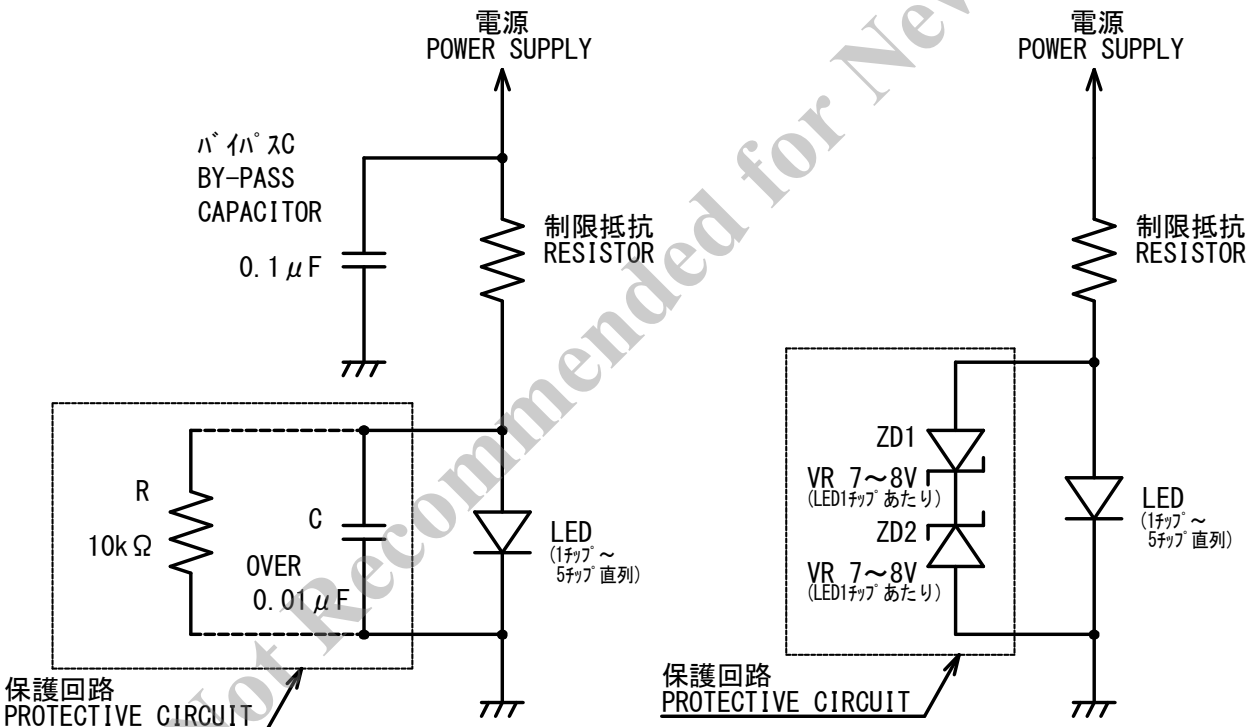 電源
POWER SUPPLY
バイパスC
BY-PASS
CAPACITOR
0.1μF
制限抵抗
RESISTOR
R
10kΩ
C
OVER
0.01μF
LED
(1チップ~
5チップ直列)
保護回路
PROTECTIVE CIRCUIT
電源
POWER SUPPLY
制限抵抗
RESISTOR
ZD1
VR 7~8V
(LED1チップあたり)
ZD2
VR 7~8V
(LED1チップあたり)
LED
(1チップ~
5チップ直列)
保護回路
PROTECTIVE CIRCUIT
Not Recommended for New